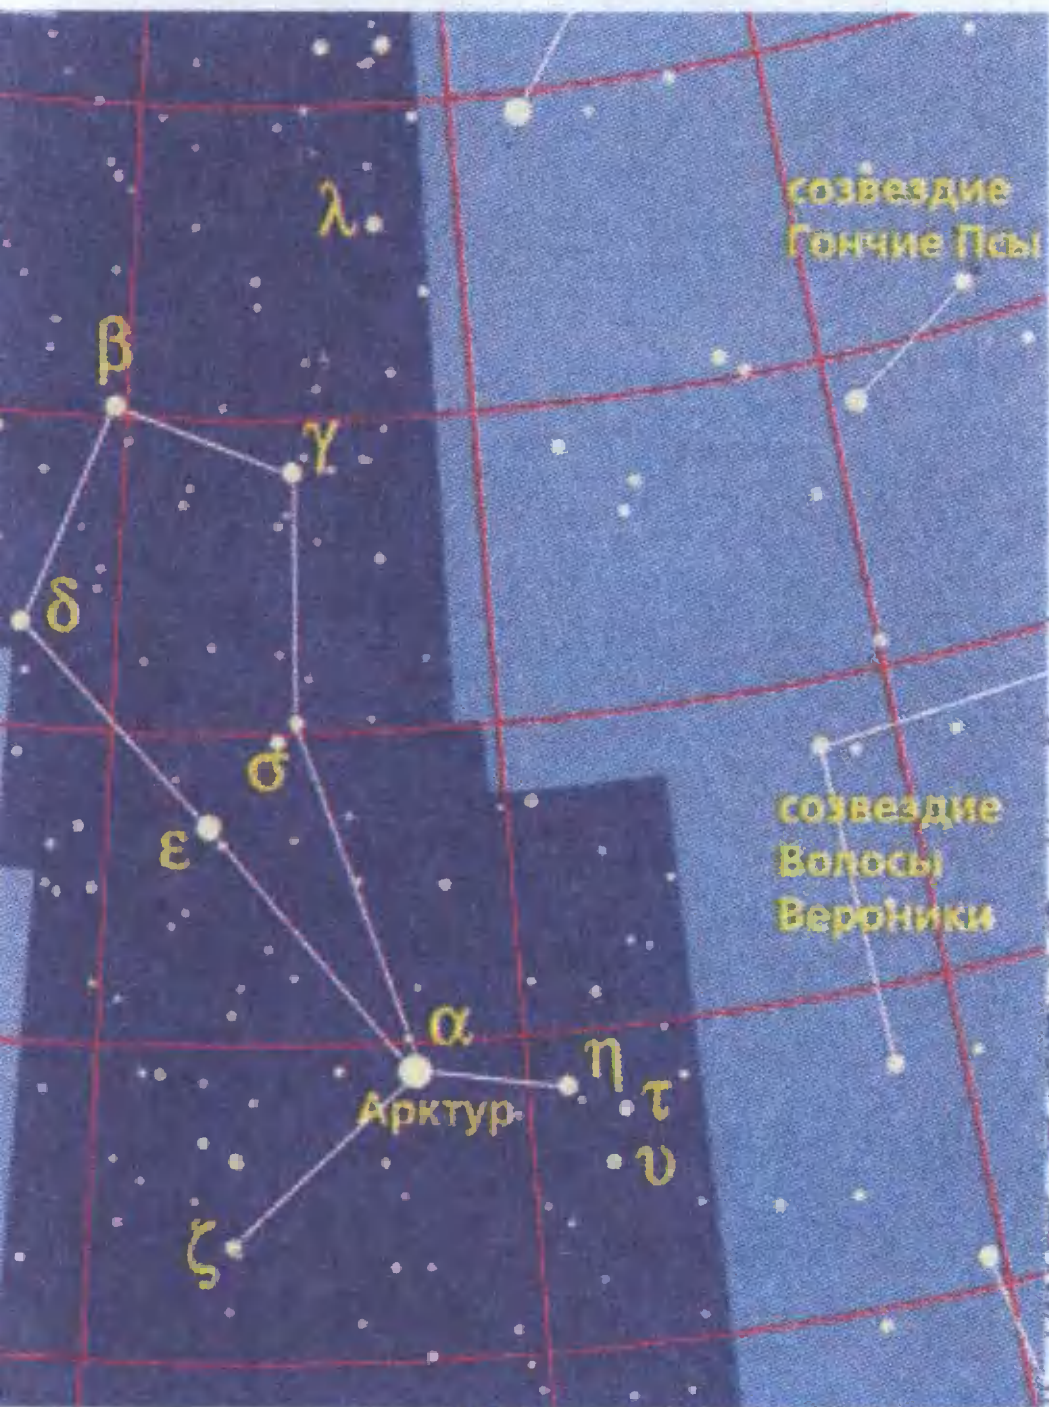 созвездие
Гончие Псы
λ
β
γ
δ
σ
ε
созвездие
Волосы
Вероники
α
η
Арктур
τ
υ
ζ